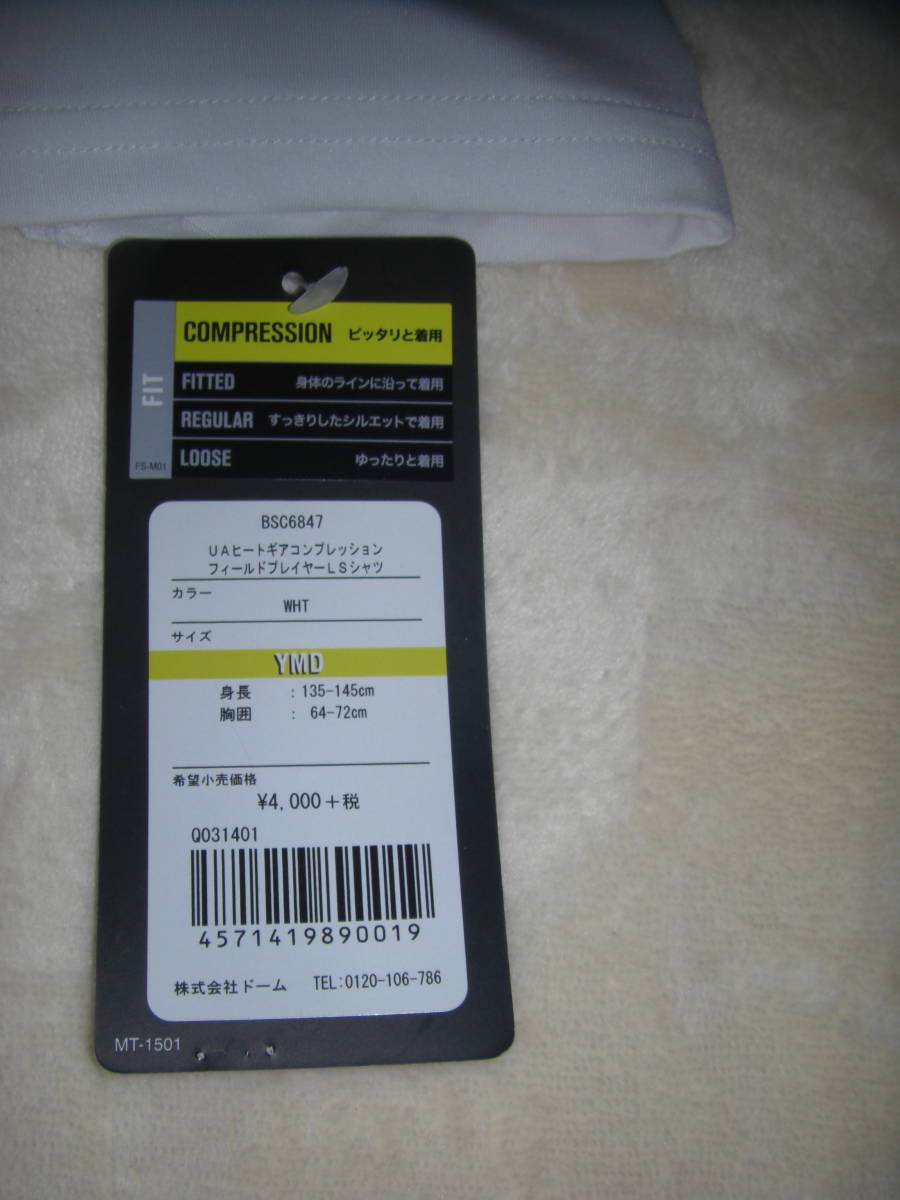 COMPRESSION ピッタリと着用
FIT
FITTED 身体のラインに沿って着用
REGULAR すっきりしたシルエットで着用
FS-M01
LOOSE ゆったりと着用
BSC6847
UAヒートギアコンプレッション
フィールドプレイヤーLSシャツ
カラー
WHT
サイズ
YMD
身長 : 135-145cm
胸囲 : 64-72cm
希望小売価格
¥4,000+税
Q031401
4571419890019
株式会社ドーム TEL:0120-106-786
MT-1501